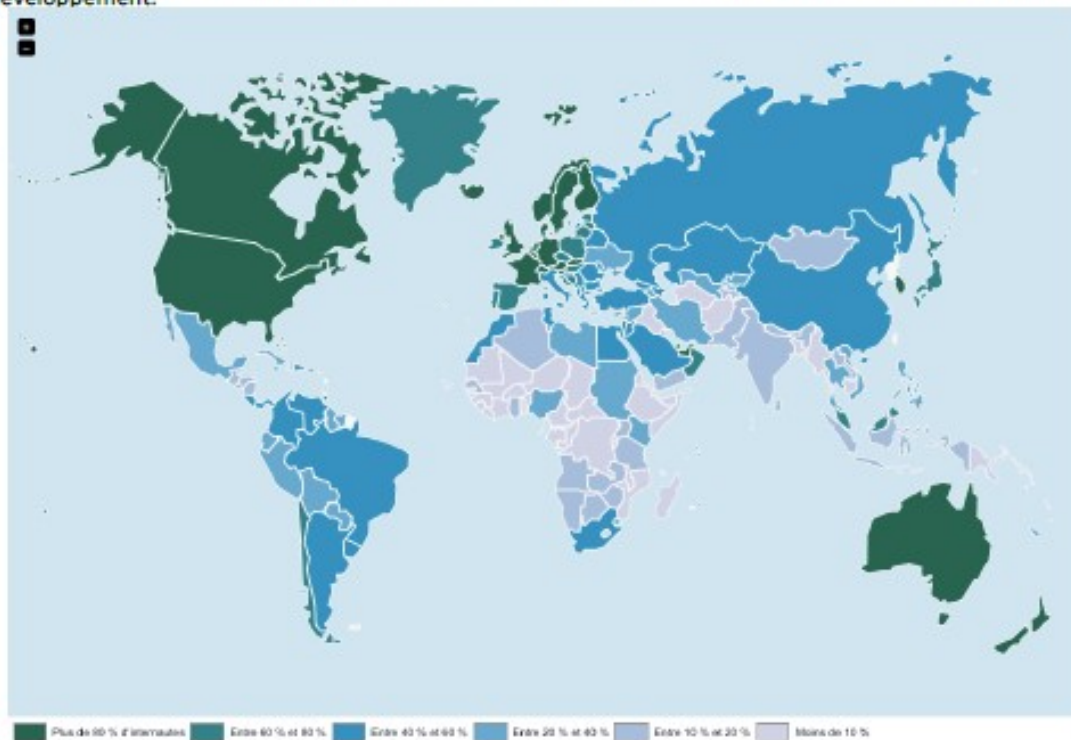 éveloppement.
+
−
Plus de 80 % d'internautes Entre 60 % et 80 % Entre 40 % et 60 % Entre 20 % et 40 % Entre 10 % et 20 % Moins de 10 %